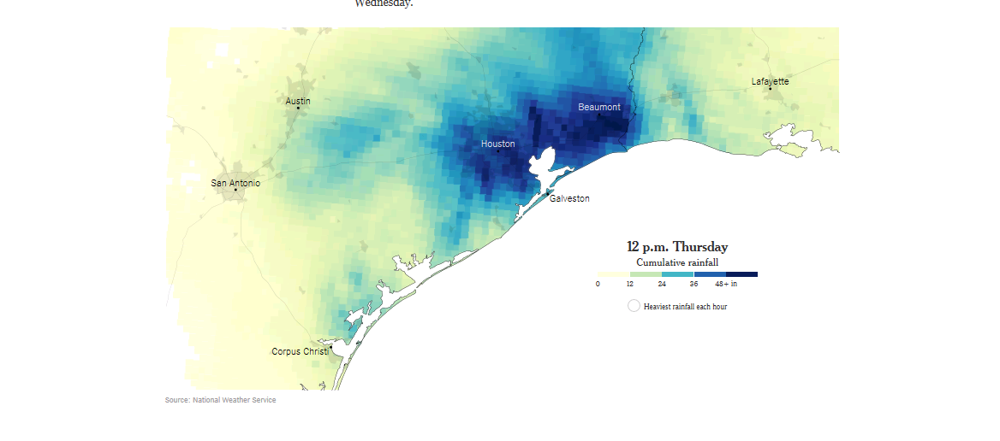 Wednesday.
Lafayette
Austin
Beaumont
Houston
San Antonio
Galveston
12 p.m. Thursday
Cumulative rainfall
0 12 24 36 48+ in
Heaviest rainfall each hour
Corpus Christi
Source: National Weather Service